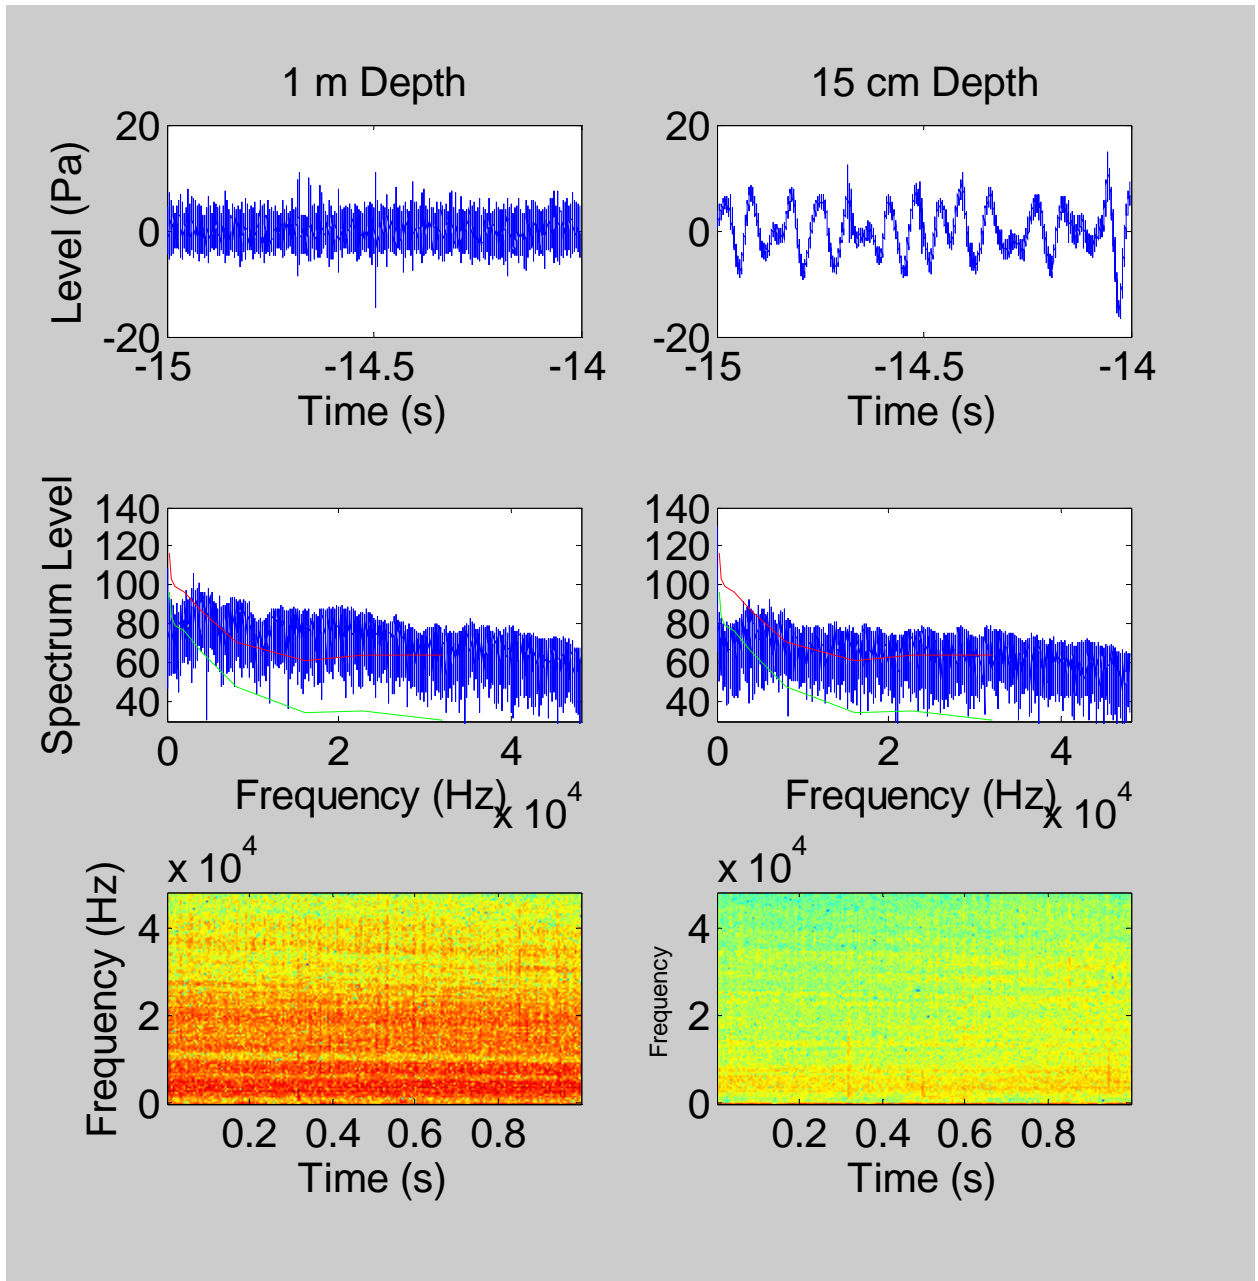 1 m Depth
15 cm Depth
Level (Pa)
20
0
-20
-15
-14.5
-14
Time (s)
20
0
-20
-15
-14.5
-14
Time (s)
Spectrum Level
140
120
100
80
60
40
0
2
4
Frequency (Hz)
x 10^4
140
120
100
80
60
40
0
2
4
Frequency (Hz)
x 10^4
x 10^4
Frequency (Hz)
4
2
0
0.2
0.4
0.6
0.8
Time (s)
x 10^4
Frequency
4
2
0
0.2
0.4
0.6
0.8
Time (s)